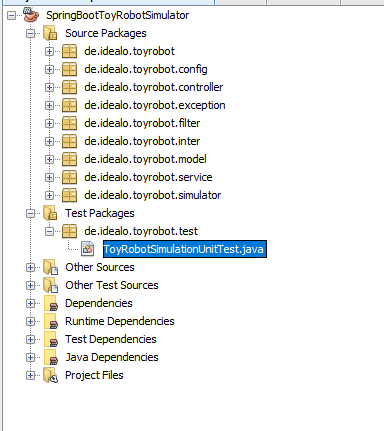 SpringBootToyRobotSimulator
Source Packages
de.idealo.toyrobot
de.idealo.toyrobot.config
de.idealo.toyrobot.controller
de.idealo.toyrobot.exception
de.idealo.toyrobot.filter
de.idealo.toyrobot.inter
de.idealo.toyrobot.model
de.idealo.toyrobot.service
de.idealo.toyrobot.simulator
Test Packages
de.idealo.toyrobot.test
ToyRobotSimulationUnitTest.java
Other Sources
Other Test Sources
Dependencies
Runtime Dependencies
Test Dependencies
Java Dependencies
Project Files